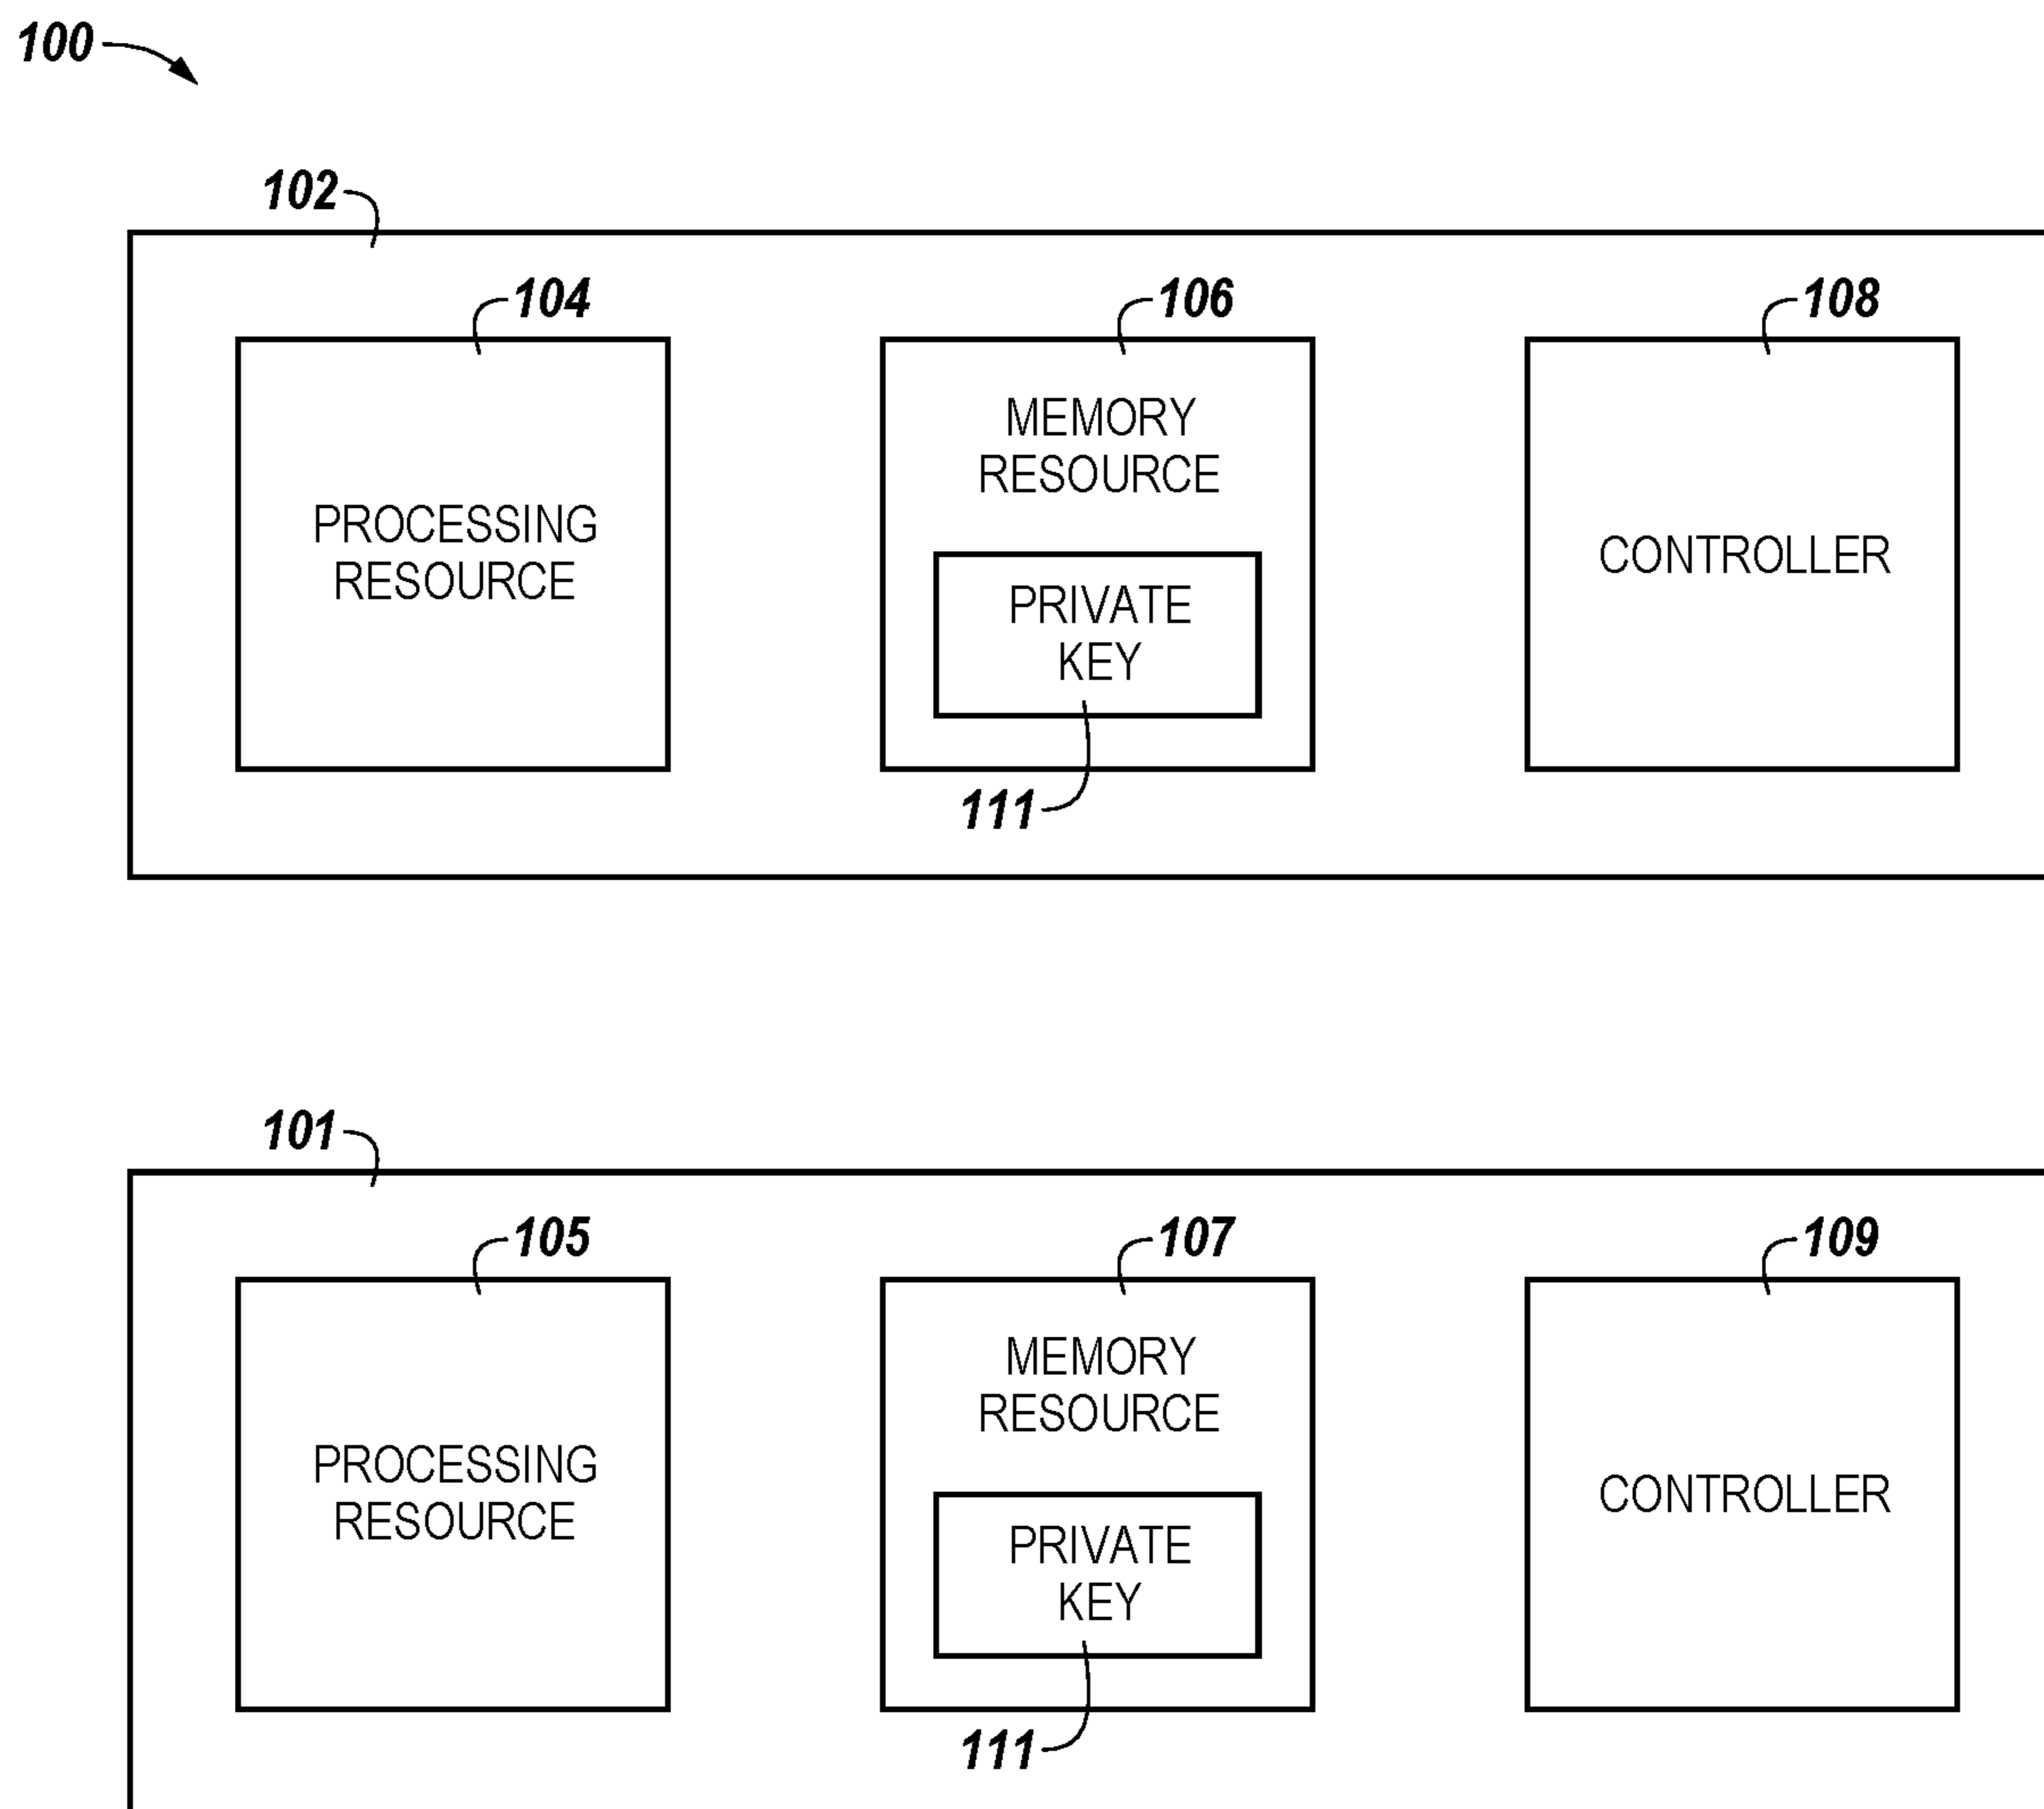 100
102
104
106
108
PROCESSING
RESOURCE
MEMORY
RESOURCE
PRIVATE
KEY
CONTROLLER
111
101
105
107
109
PROCESSING
RESOURCE
MEMORY
RESOURCE
PRIVATE
KEY
CONTROLLER
111